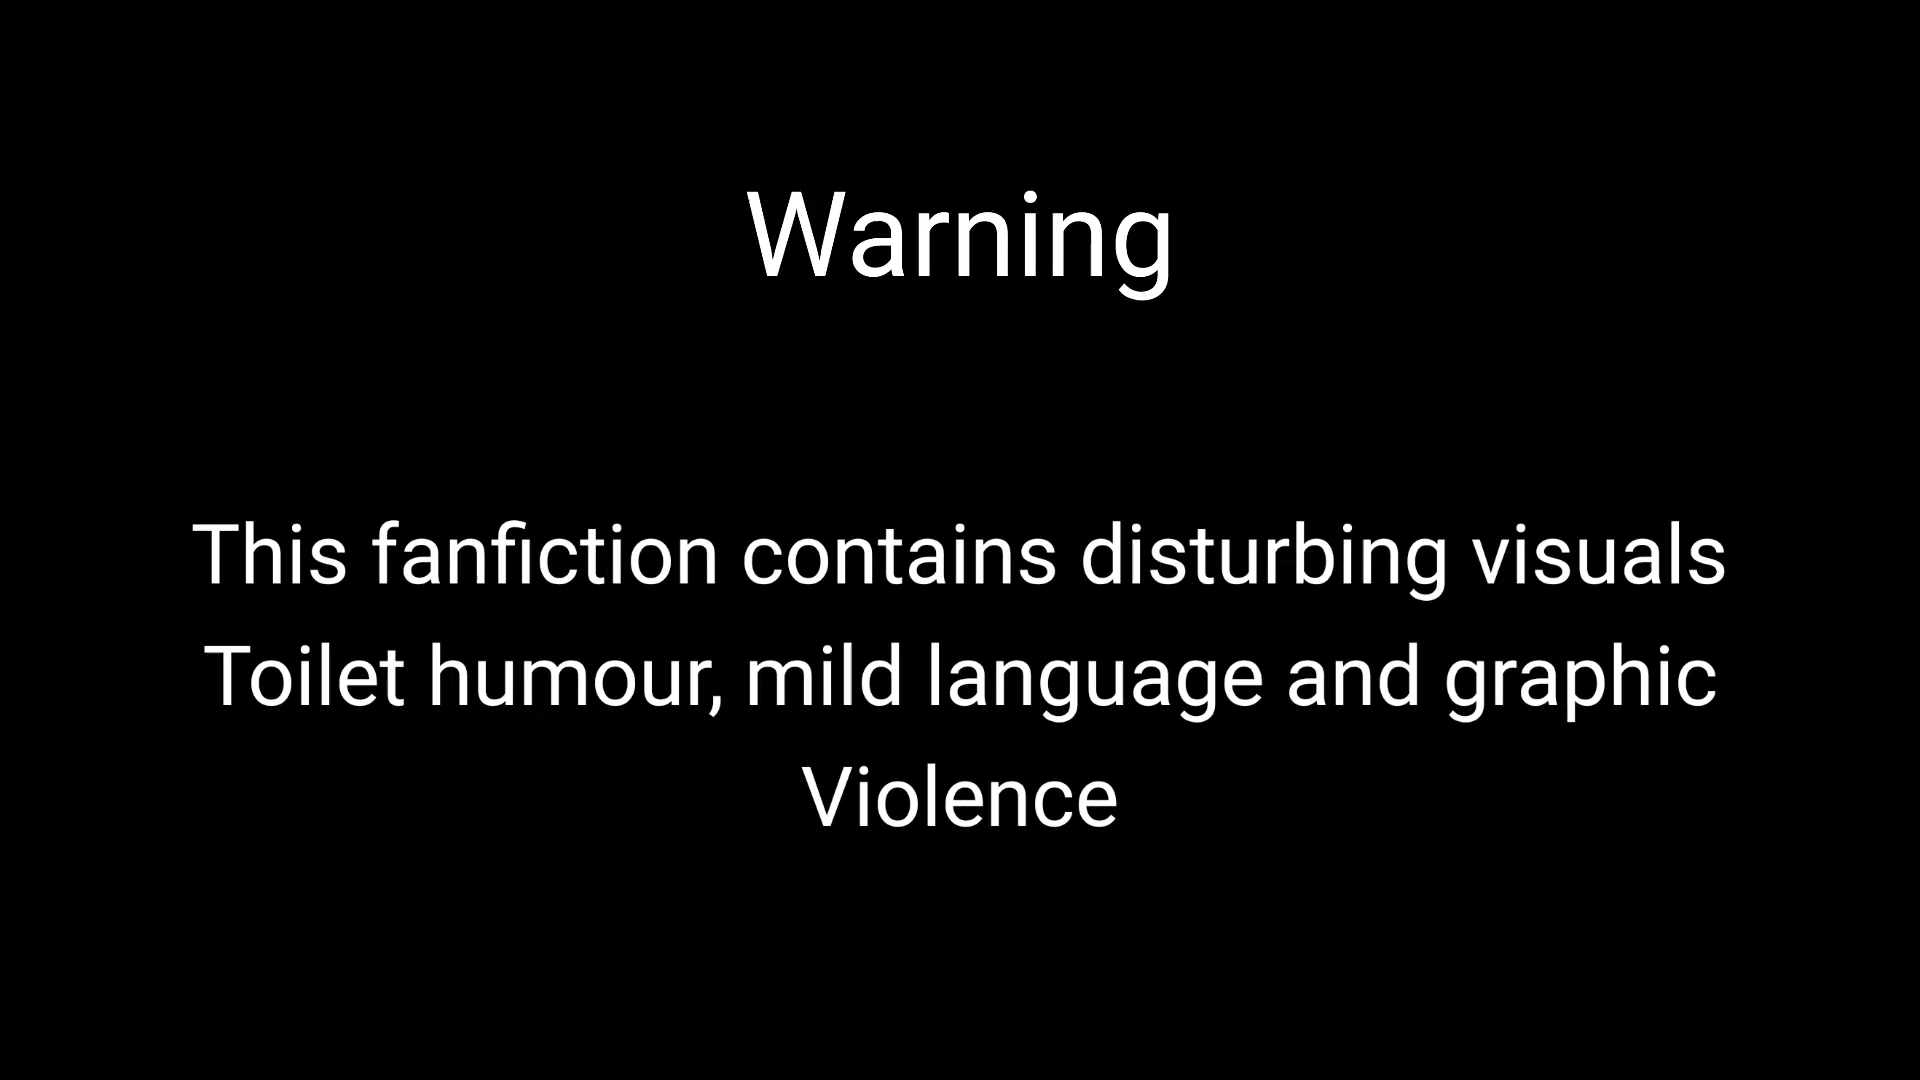 Warning
This fanfiction contains disturbing visuals
Toilet humour, mild language and graphic
Violence